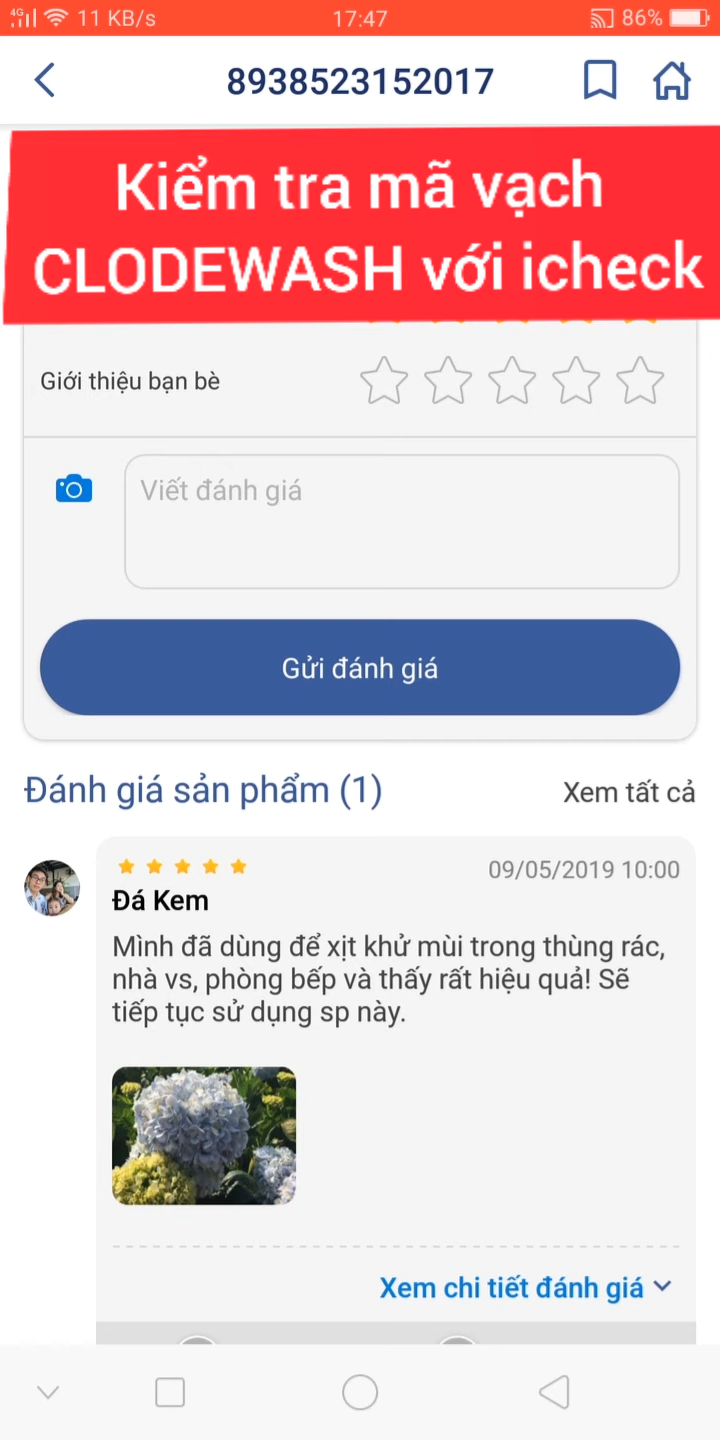 4G 11 KB/s 17:47 86%
8938523152017
Kiểm tra mã vạch
CLODEWASH với icheck
Giới thiệu bạn bè
Viết đánh giá
Gửi đánh giá
Đánh giá sản phẩm (1) Xem tất cả
09/05/2019 10:00
Đá Kem
Mình đã dùng để xịt khử mùi trong thùng rác,
nhà vs, phòng bếp và thấy rất hiệu quả! Sẽ
tiếp tục sử dụng sp này.
Xem chi tiết đánh giá